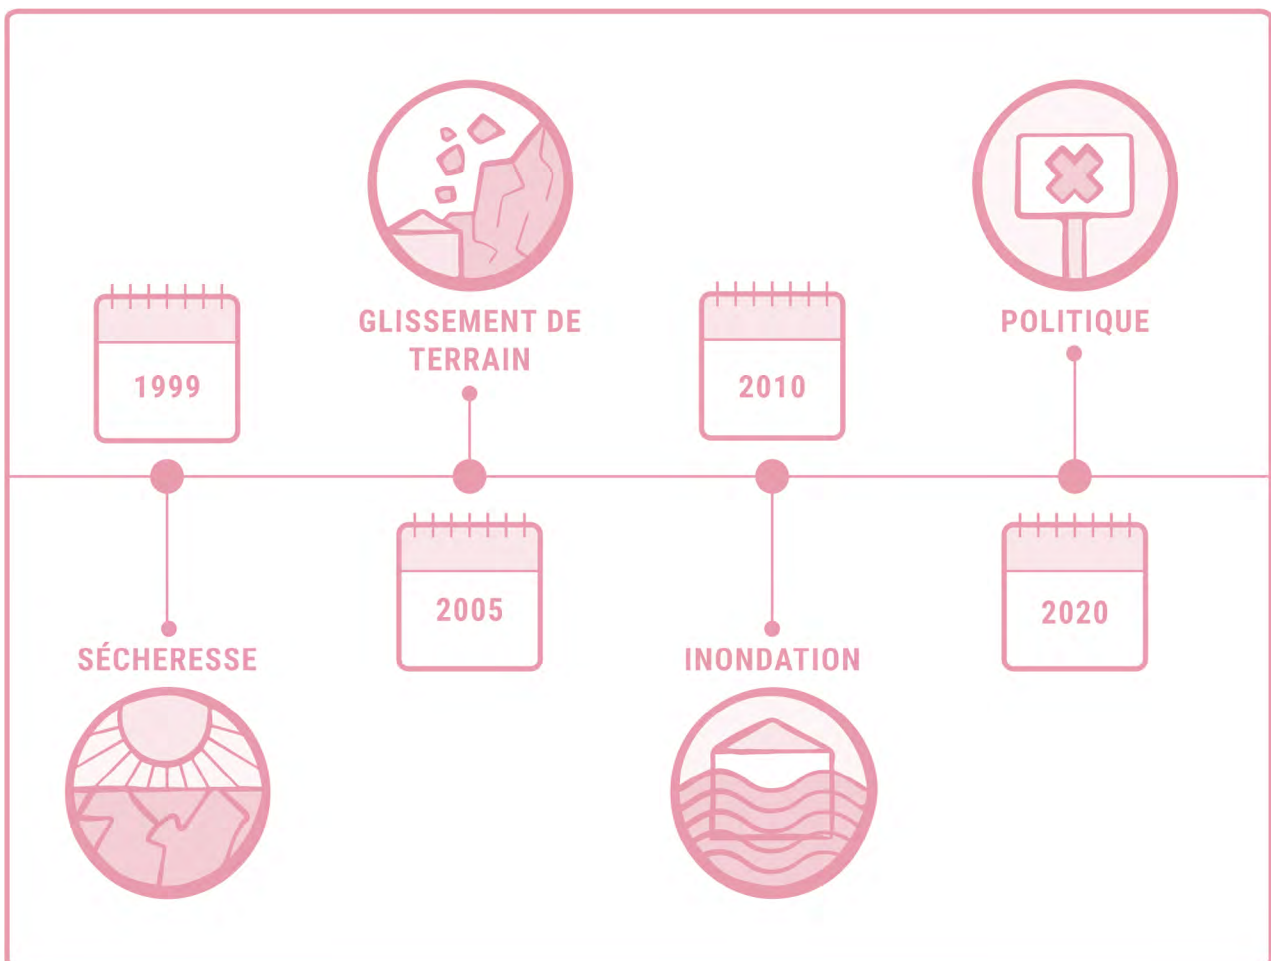 1999
SÉCHERESSE
GLISSEMENT DE
TERRAIN
2005
2010
INONDATION
POLITIQUE
2020